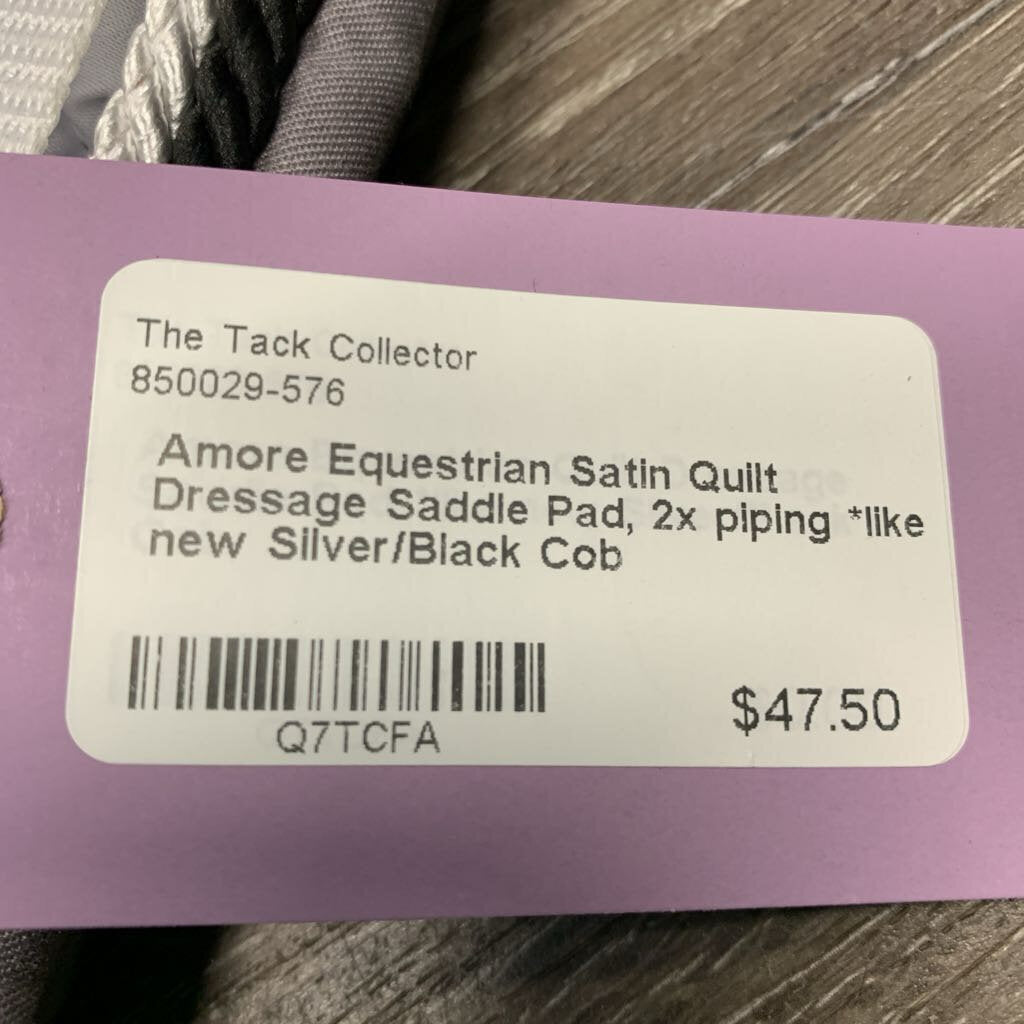 The Tack Collector
850029-576
Amore Equestrian Satin Quilt
Dressage Saddle Pad, 2x piping *like
new Silver/Black Cob
Q7TCFA
$47.50